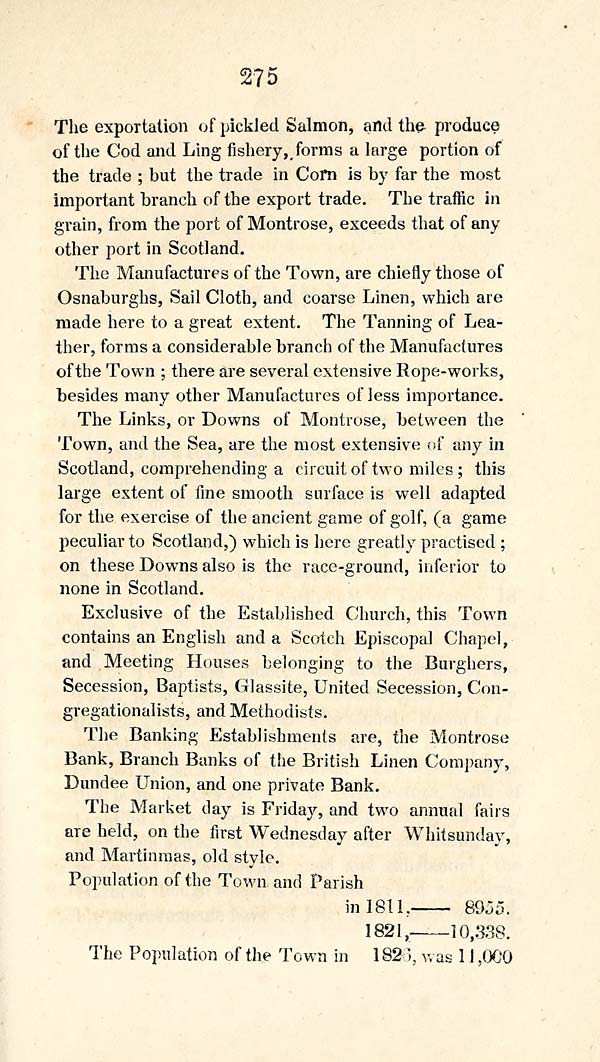 275
The exportation of pickled Salmon, and the produce
of the Cod and Ling fishery, forms a large portion of
the trade ; but the trade in Corn is by far the most
important branch of the export trade. The traffic in
grain, from the port of Montrose, exceeds that of any
other port in Scotland.
The Manufactures of the Town, are chiefly those of
Osnaburghs, Sail Cloth, and coarse Linen, which are
made here to a great extent. The Tanning of Lea-
ther, forms a considerable branch of the Manufactures
of the Town ; there are several extensive Rope-works,
besides many other Manufactures of less importance.
The Links, or Downs of Montrose, between the
Town, and the Sea, are the most extensive of any in
Scotland, comprehending a circuit of two miles ; this
large extent of fine smooth surface is well adapted
for the exercise of the ancient game of golf, (a game
peculiar to Scotland,) which is here greatly practised ;
on these Downs also is the race-ground, inferior to
none in Scotland.
Exclusive of the Established Church, this Town
contains an English and a Scotch Episcopal Chapel,
and Meeting Houses belonging to the Burghers,
Secession, Baptists, Glassite, United Secession, Con-
gregationalists, and Methodists.
The Banking Establishments are, the Montrose
Bank, Branch Banks of the British Linen Company,
Dundee Union, and one private Bank.
The Market day is Friday, and two annual fairs
are held, on the first Wednesday after Whitsunday,
and Martinmas, old style.
Population of the Town and Parish
in 1811,—— 8955.
1821,——10,338.
The Population of the Town in was 11,000